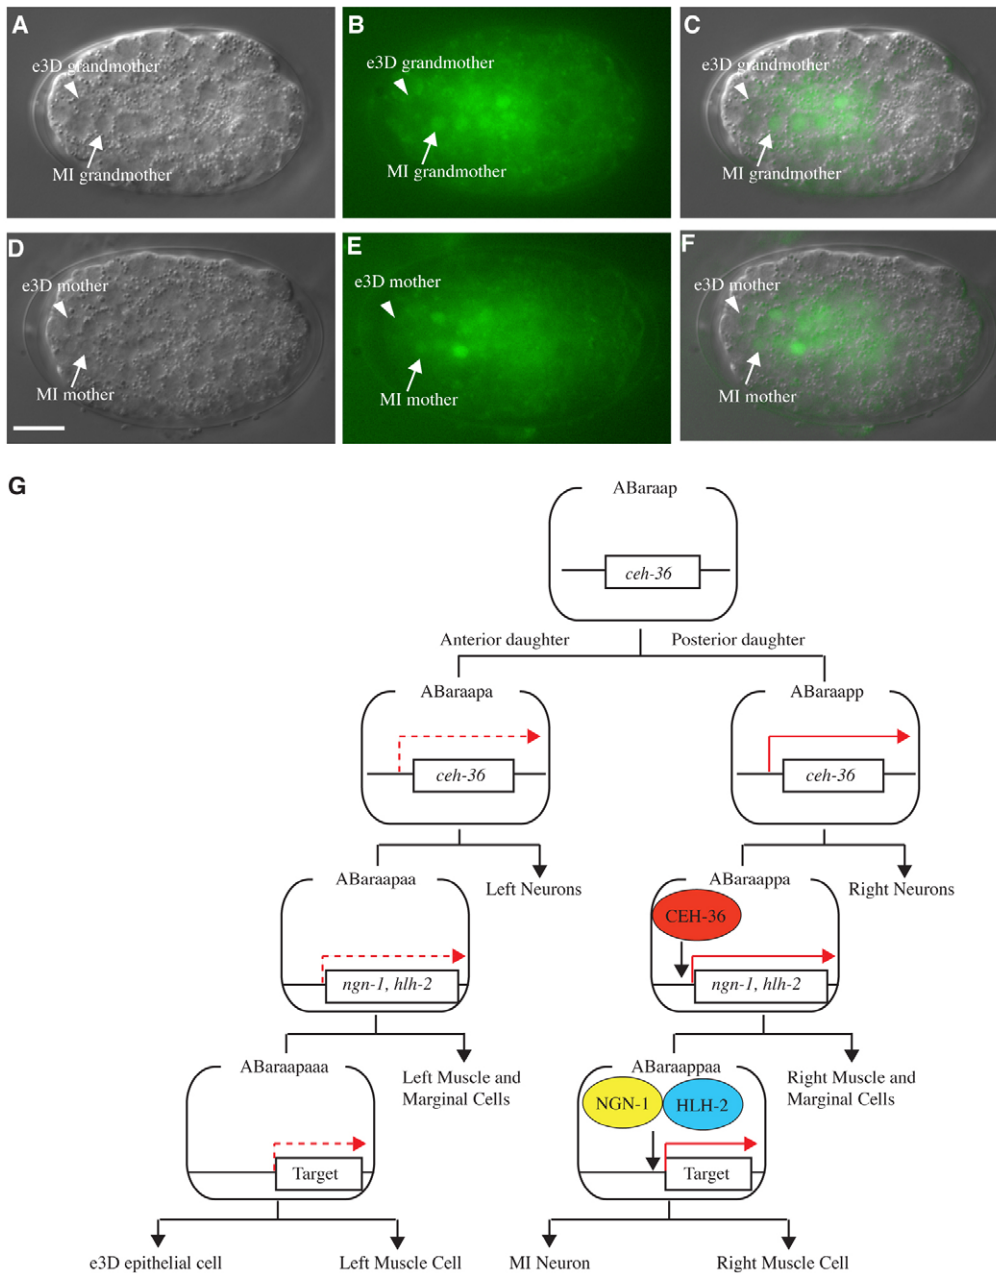 A
e3D grandmother
MI grandmother
B
e3D grandmother
MI grandmother
C
e3D grandmother
MI grandmother
D
e3D mother
MI mother
E
e3D mother
MI mother
F
e3D mother
MI mother
G
ABaraap
ceh-36
Anterior daughter
Posterior daughter
ABaraapa
ceh-36
ABaraapp
ceh-36
ABaraapaa
Left Neurons
ABaraappa
Right Neurons
CEH-36
ngn-1, hlh-2
ngn-1, hlh-2
ABaraapaaa
Left Muscle and
Marginal Cells
ABaraappaa
Right Muscle and
Marginal Cells
NGN-1
HLH-2
Target
Target
e3D epithelial cell
Left Muscle Cell
MI Neuron
Right Muscle Cell